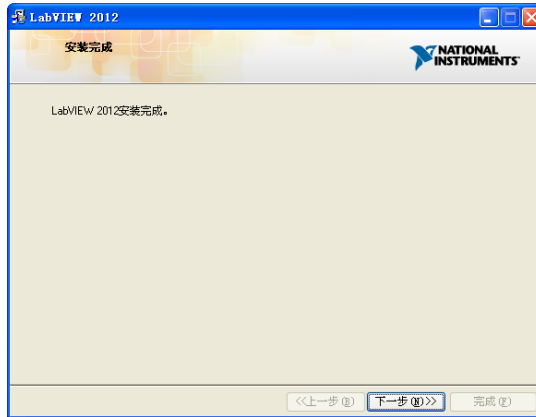 LabVIEW 2012
安装完成
NATIONAL
INSTRUMENTS
LabVIEW 2012安装完成。
<<上一步(B) 下一步(N)>> 完成(F)